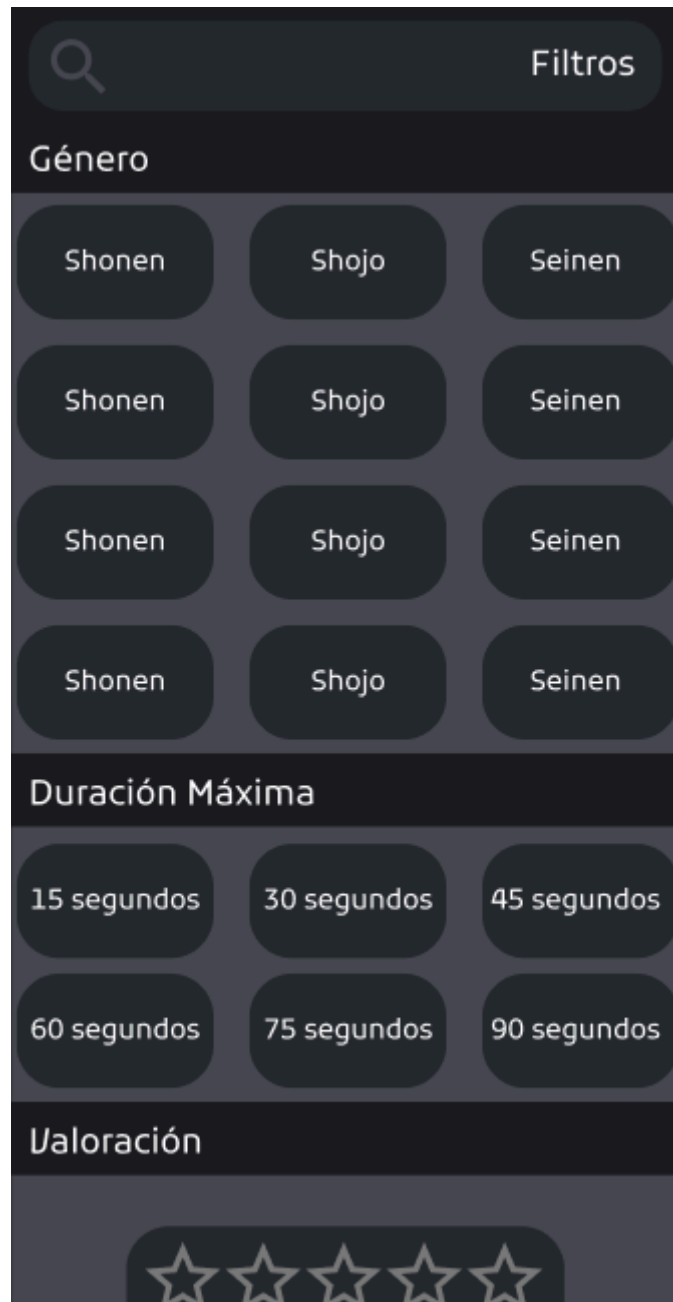 Filtros
Género
Shonen Shojo Seinen
Shonen Shojo Seinen
Shonen Shojo Seinen
Shonen Shojo Seinen
Duración Máxima
15 segundos 30 segundos 45 segundos
60 segundos 75 segundos 90 segundos
Valoración